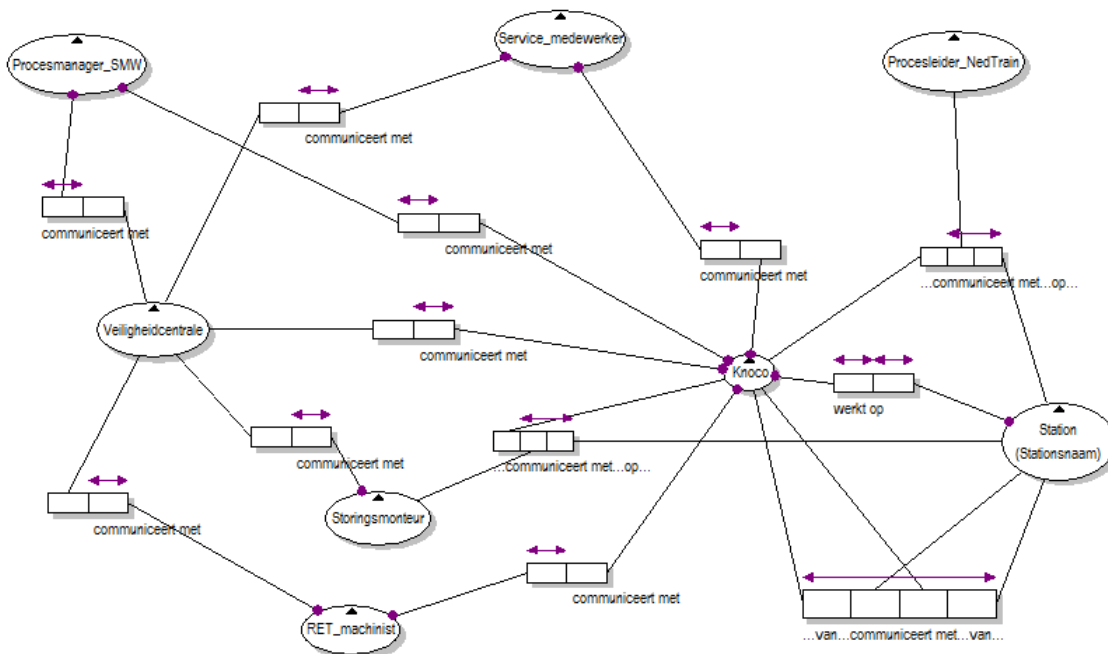 Service_medewerker
Procesmanager_SMW
Procesleider_NedTrain
communiceert met
communiceert met
communiceert met
communiceert met
...communiceert met...op...
Veiligheidcentrale
communiceert met
Knoco
werkt op
Station
(Stationsnaam)
communiceert met
...communiceert met...op...
communiceert met
Storingsmonteur
communiceert met
RET_machinist
...van...communiceert met...van...